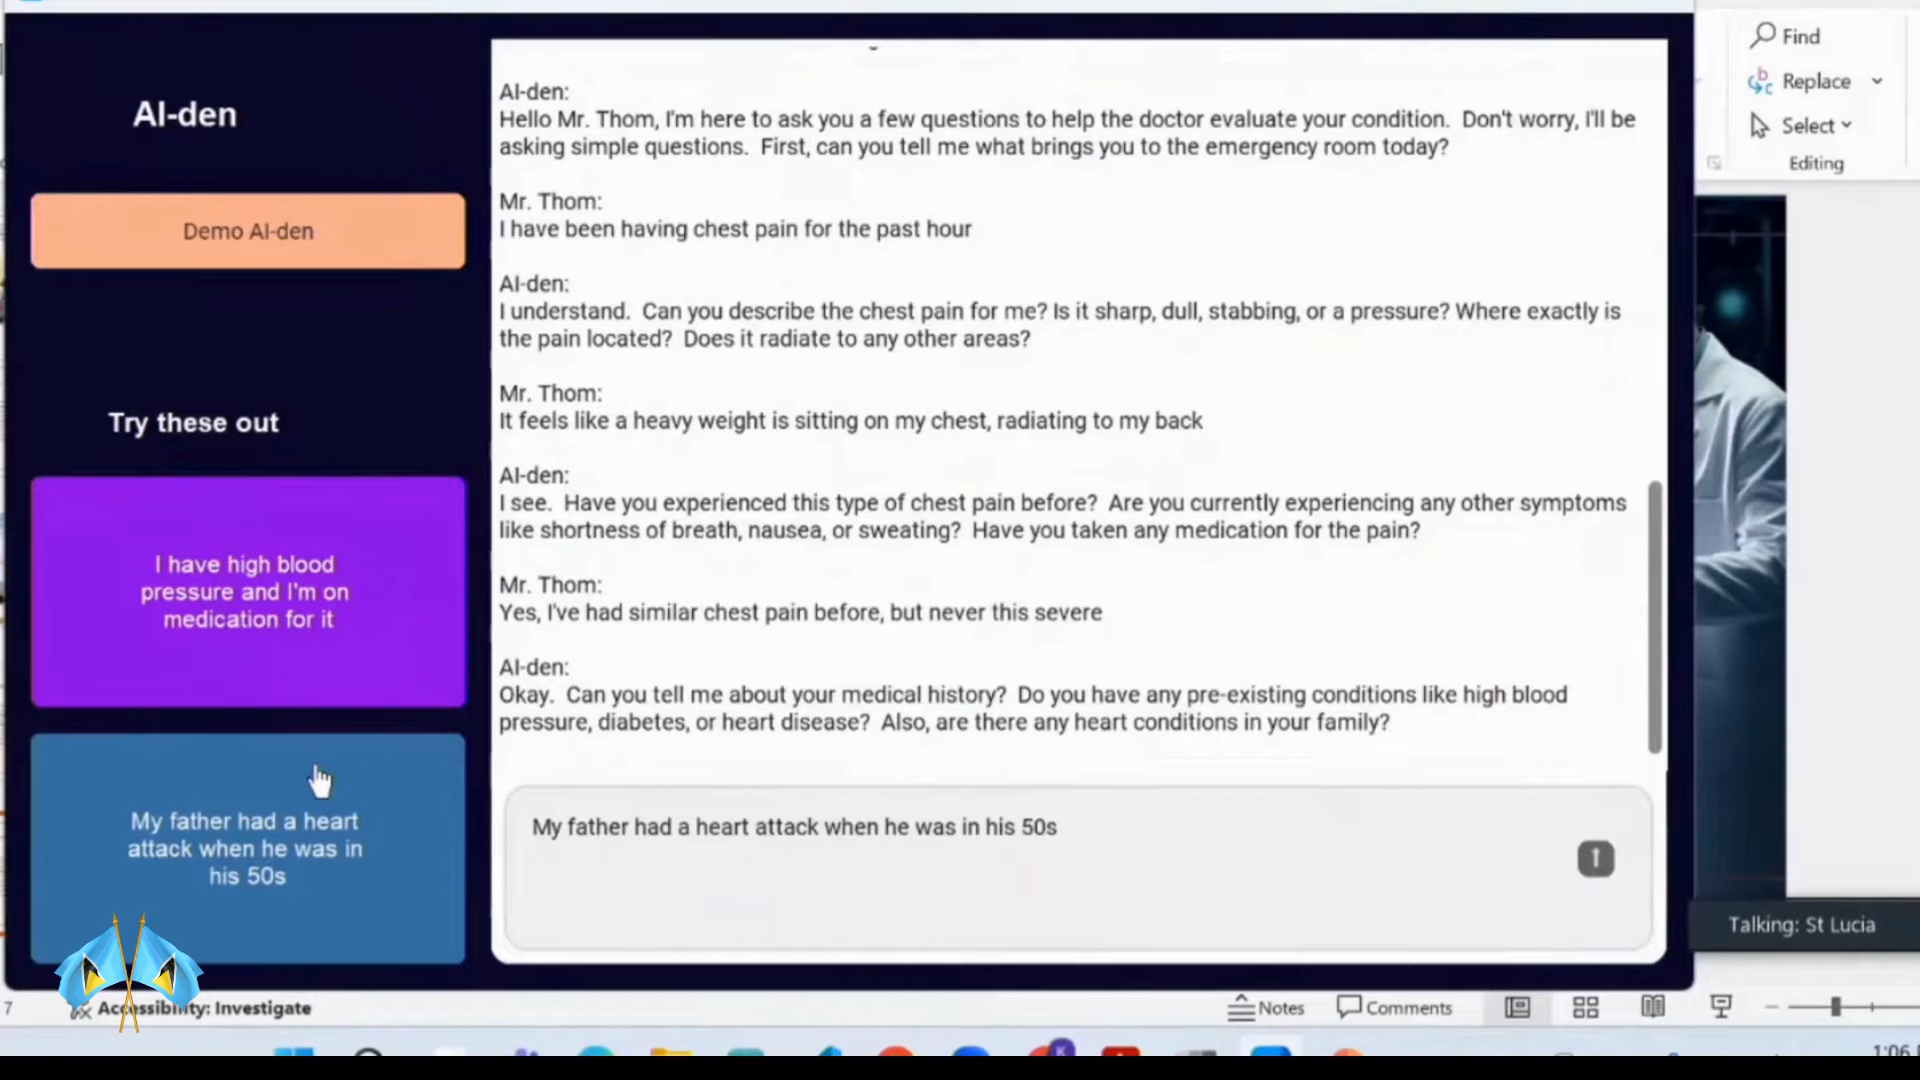 AI-den
Demo AI-den
Try these out
I have high blood
pressure and I'm on
medication for it
My father had a heart
attack when he was in
his 50s
AI-den:
Hello Mr. Thom, I'm here to ask you a few questions to help the doctor evaluate your condition.  Don't worry, I'll be
asking simple questions.  First, can you tell me what brings you to the emergency room today?
Mr. Thom:
I have been having chest pain for the past hour
AI-den:
I understand.  Can you describe the chest pain for me? Is it sharp, dull, stabbing, or a pressure? Where exactly is
the pain located?  Does it radiate to any other areas?
Mr. Thom:
It feels like a heavy weight is sitting on my chest, radiating to my back
AI-den:
I see.  Have you experienced this type of chest pain before?  Are you currently experiencing any other symptoms
like shortness of breath, nausea, or sweating?  Have you taken any medication for the pain?
Mr. Thom:
Yes, I've had similar chest pain before, but never this severe
AI-den:
Okay.  Can you tell me about your medical history?  Do you have any pre-existing conditions like high blood
pressure, diabetes, or heart disease?  Also, are there any heart conditions in your family?
My father had a heart attack when he was in his 50s
Find
Replace
Select
Editing
Talking: St Lucia
7
Accessibility: Investigate
Notes
Comments
K
1:06